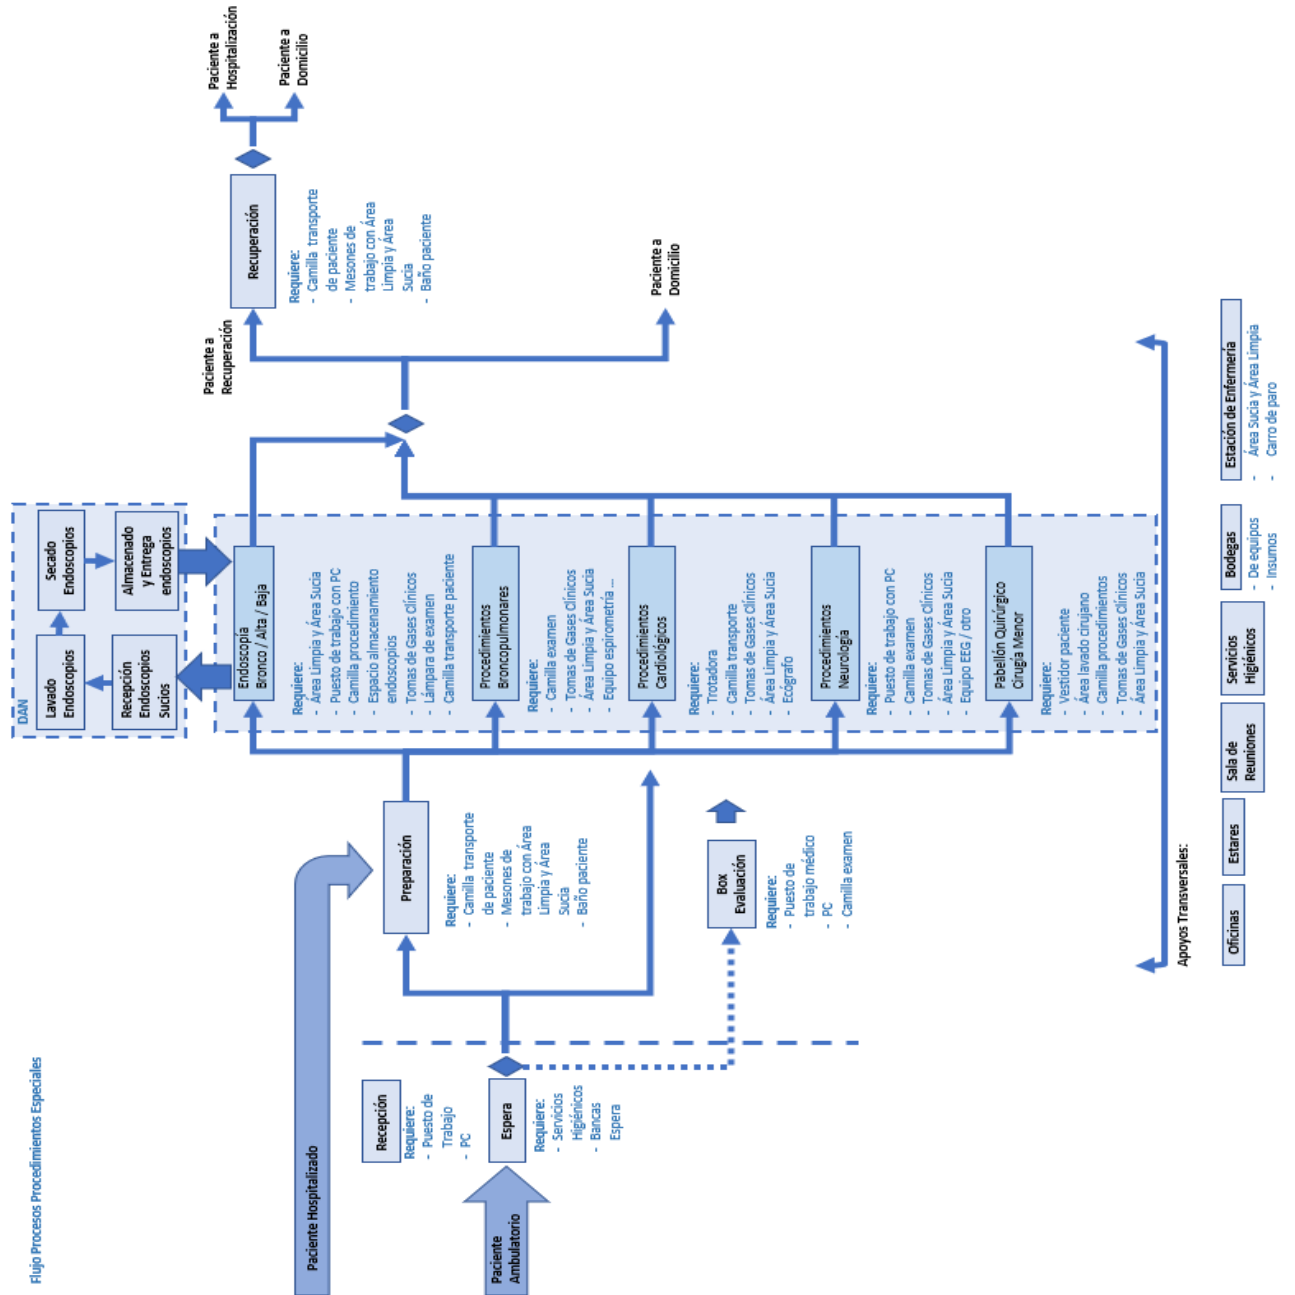 Flujo Procesos Procedimientos Especiales
Paciente Hospitalizado
Paciente
Ambulatorio
Recepción
Requiere:
- Puesto de
Trabajo
- PC
Espera
Requiere:
- Servicios
Higiénicos
- Bancas
Espera
Preparación
Requiere:
- Camilla transporte
de paciente
- Mesones de
trabajo con Área
Limpia y Área
Sucia
- Baño paciente
Box
Evaluación
Requiere:
- Puesto de
trabajo médico
- PC
- Camilla examen
DAN
Lavado
Endoscopios
Secado
Endoscopios
Recepción
Endoscopios
Sucios
Almacenado
y Entrega
endoscopios
Endoscopía
Bronco / Alta / Baja
Requiere:
- Área Limpia y Área Sucia
- Puesto de trabajo con PC
- Camilla procedimiento
- Espacio almacenamiento
endoscopios
- Tomas de Gases Clínicos
- Lámpara de examen
- Camilla transporte paciente
Procedimientos
Broncopulmonares
Requiere:
- Camilla examen
- Tomas de Gases Clínicos
- Área Limpia y Área Sucia
- Equipo espirometría ...
Procedimientos
Cardiológicos
Requiere:
- Trotadora
- Camilla transporte
- Tomas de Gases Clínicos
- Área Limpia y Área Sucia
- Ecógrafo
Procedimientos
Neurología
Requiere:
- Puesto de trabajo con PC
- Camilla examen
- Tomas de Gases Clínicos
- Área Limpia y Área Sucia
- Equipo EEG / otro
Pabellón Quirúrgico
Cirugía Menor
Requiere:
- Vestidor paciente
- Área lavado cirujano
- Camilla procedimientos
- Tomas de Gases Clínicos
- Área Limpia y Área Sucia
Paciente a
Recuperación
Recuperación
Requiere:
- Camilla transporte
de paciente
- Mesones de
trabajo con Área
Limpia y Área
Sucia
- Baño paciente
Paciente a
Hospitalización
Paciente a
Domicilio
Paciente a
Domicilio
Apoyos Transversales:
Oficinas
Estares
Sala de
Reuniones
Servicios
Higiénicos
Bodegas
- De equipos
- Insumos
Estación de Enfermería
- Área Sucia y Área Limpia
- Carro de paro